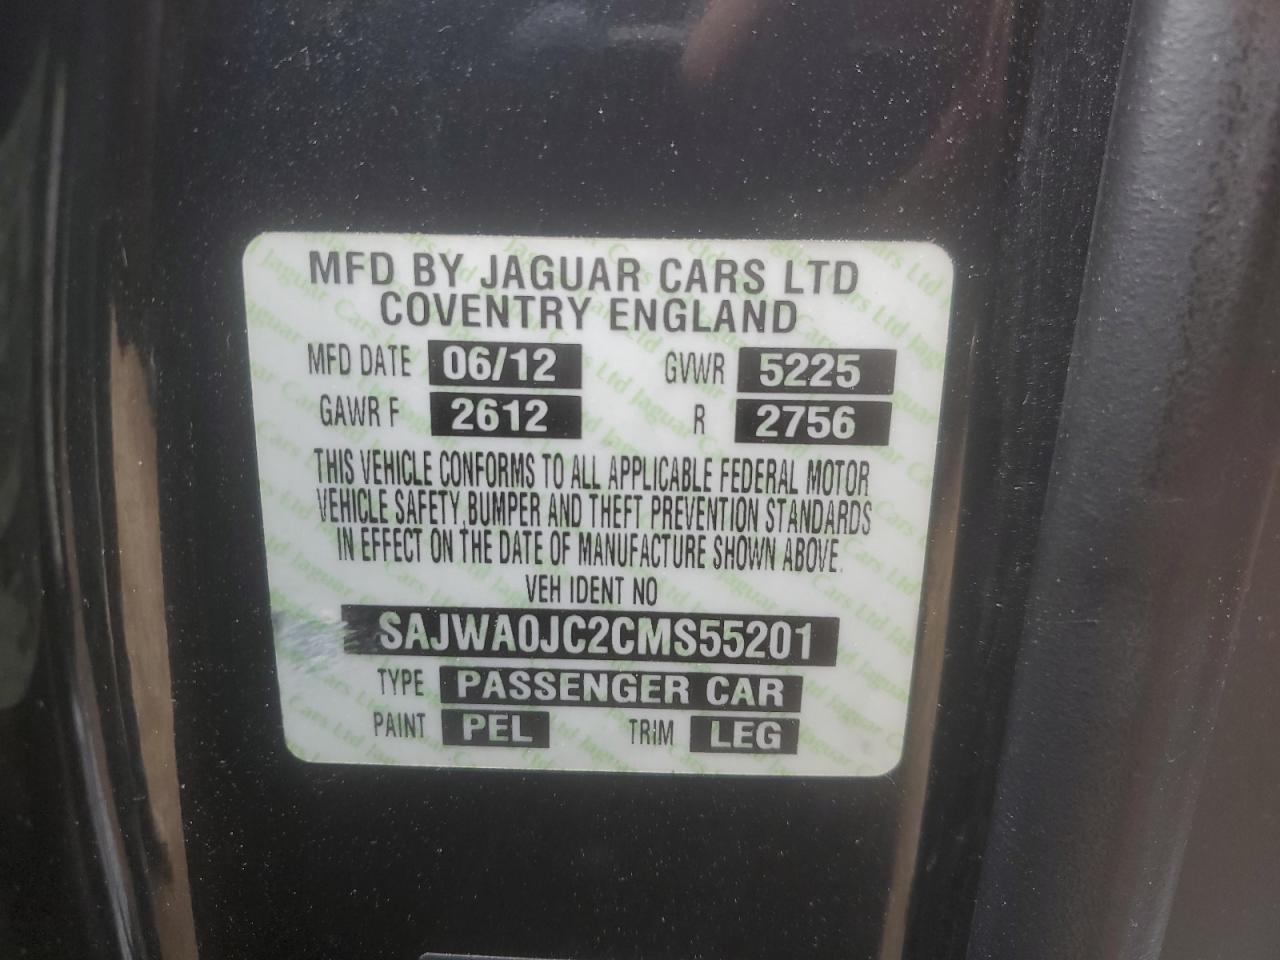 MFD BY JAGUAR CARS LTD
COVENTRY ENGLAND
MFD DATE 06/12 GVWR 5225
GAWR F 2612 R 2756
THIS VEHICLE CONFORMS TO ALL APPLICABLE FEDERAL MOTOR
VEHICLE SAFETY, BUMPER AND THEFT PREVENTION STANDARDS
IN EFFECT ON THE DATE OF MANUFACTURE SHOWN ABOVE.
VEH IDENT NO
SAJWA0JC2CMS55201
TYPE PASSENGER CAR
PAINT PEL TRIM LEG